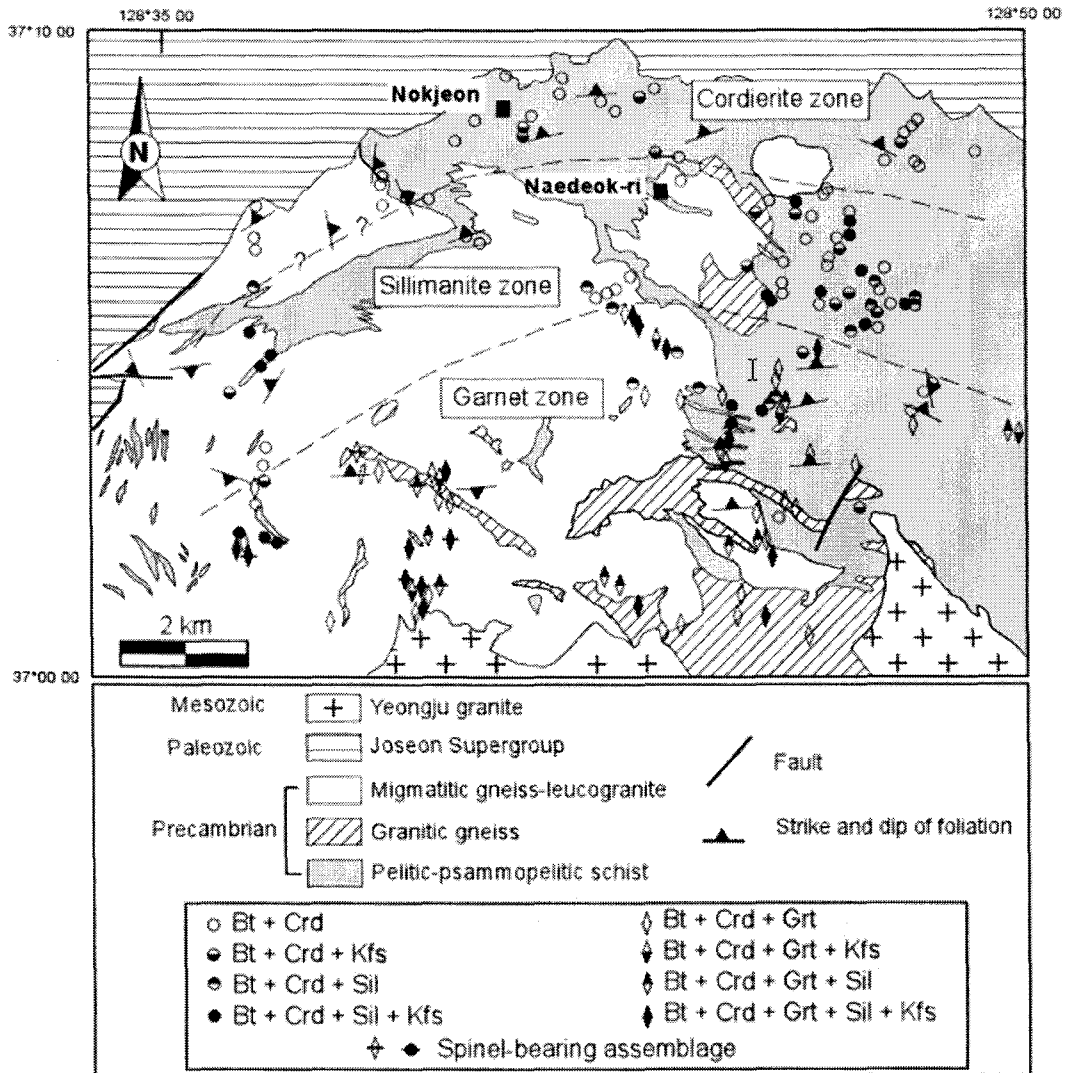 128°35 00
128°50 00
37°10 00
Nokjeon
Cordierite zone
N
Naedeok-ri
?
?
Sillimanite zone
I
Garnet zone
2 km
37°00 00
Mesozoic
Yeongju granite
Paleozoic
Joseon Supergroup
Fault
Migmatitic gneiss-leucogranite
Precambrian
Granitic gneiss
Strike and dip of foliation
Pelitic-psammopelitic schist
Bt + Crd
Bt + Crd + Grt
Bt + Crd + Kfs
Bt + Crd + Grt + Kfs
Bt + Crd + Sil
Bt + Crd + Grt + Sil
Bt + Crd + Sil + Kfs
Bt + Crd + Grt + Sil + Kfs
Spinel-bearing assemblage